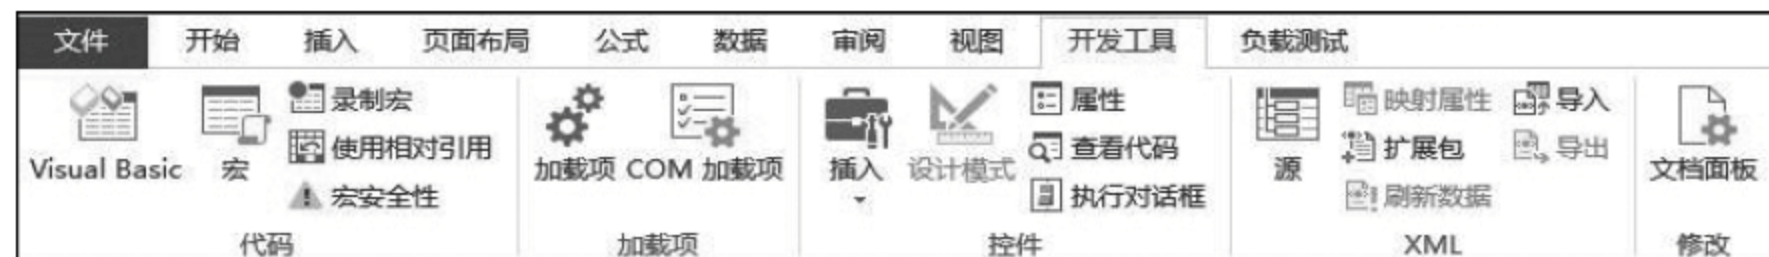 文件 开始 插入 页面布局 公式 数据 审阅 视图 开发工具 负载测试
Visual Basic
宏
录制宏
使用相对引用
宏安全性
代码
加载项
COM 加载项
加载项
插入
设计模式
属性
查看代码
执行对话框
控件
源
映射属性
扩展包
刷新数据
导入
导出
XML
文档面板
修改